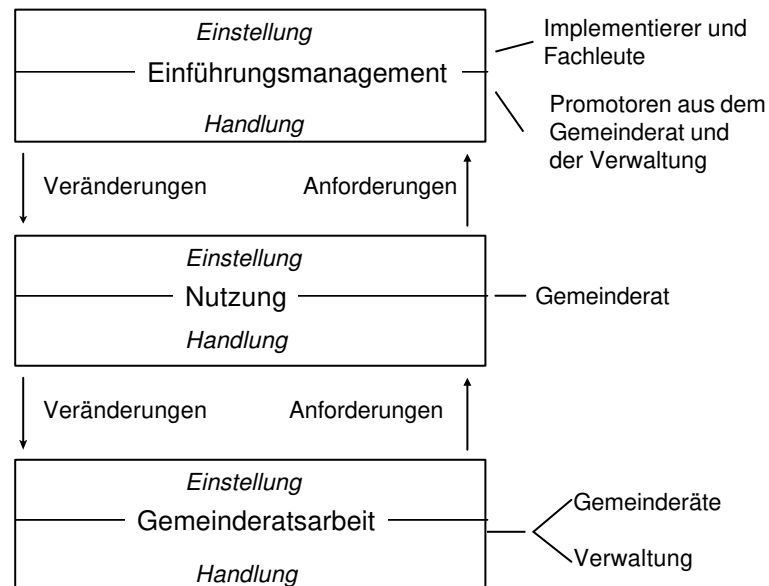 Einstellung
Einführungsmanagement
Handlung
Implementierer und
Fachleute
Promotoren aus dem
Gemeinderat und
der Verwaltung
Veränderungen
Anforderungen
Einstellung
Nutzung
Handlung
Gemeinderat
Veränderungen
Anforderungen
Einstellung
Gemeinderatsarbeit
Handlung
Gemeinderäte
Verwaltung